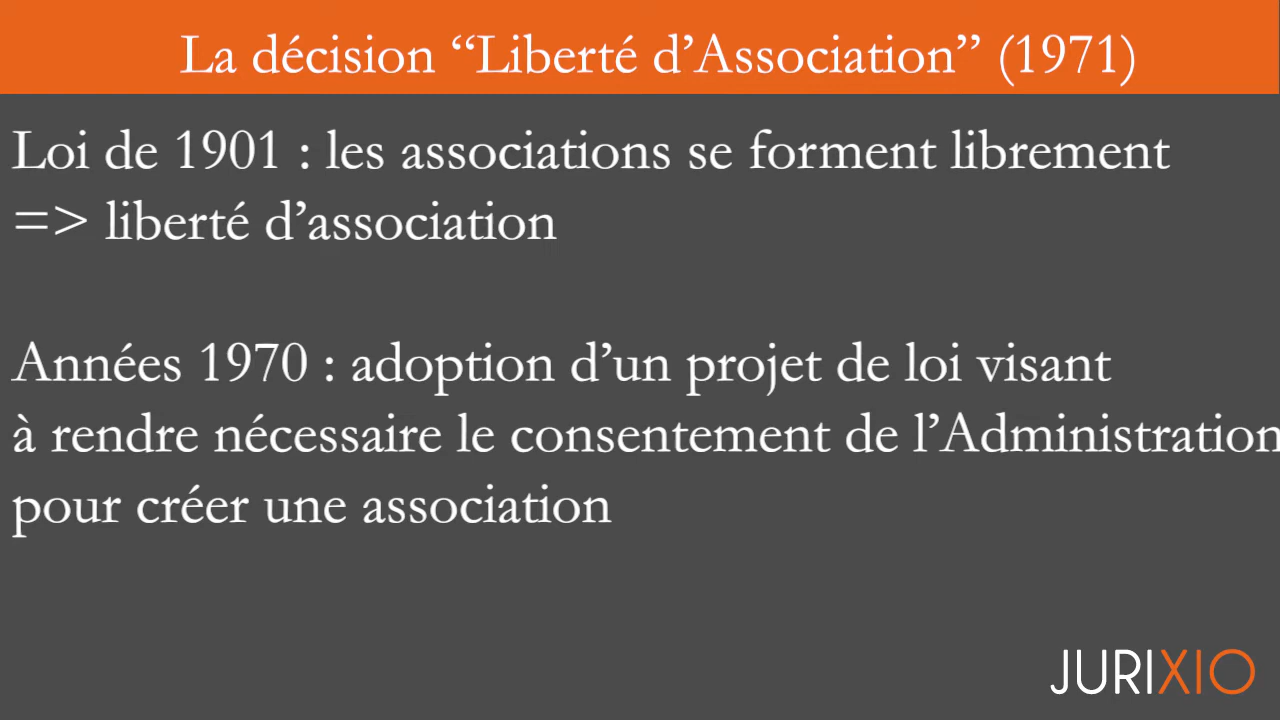 La décision “Liberté d’Association” (1971)
Loi de 1901 : les associations se forment librement
=> liberté d’association
Années 1970 : adoption d’un projet de loi visant
à rendre nécessaire le consentement de l’Administration
pour créer une association
JURIXIO